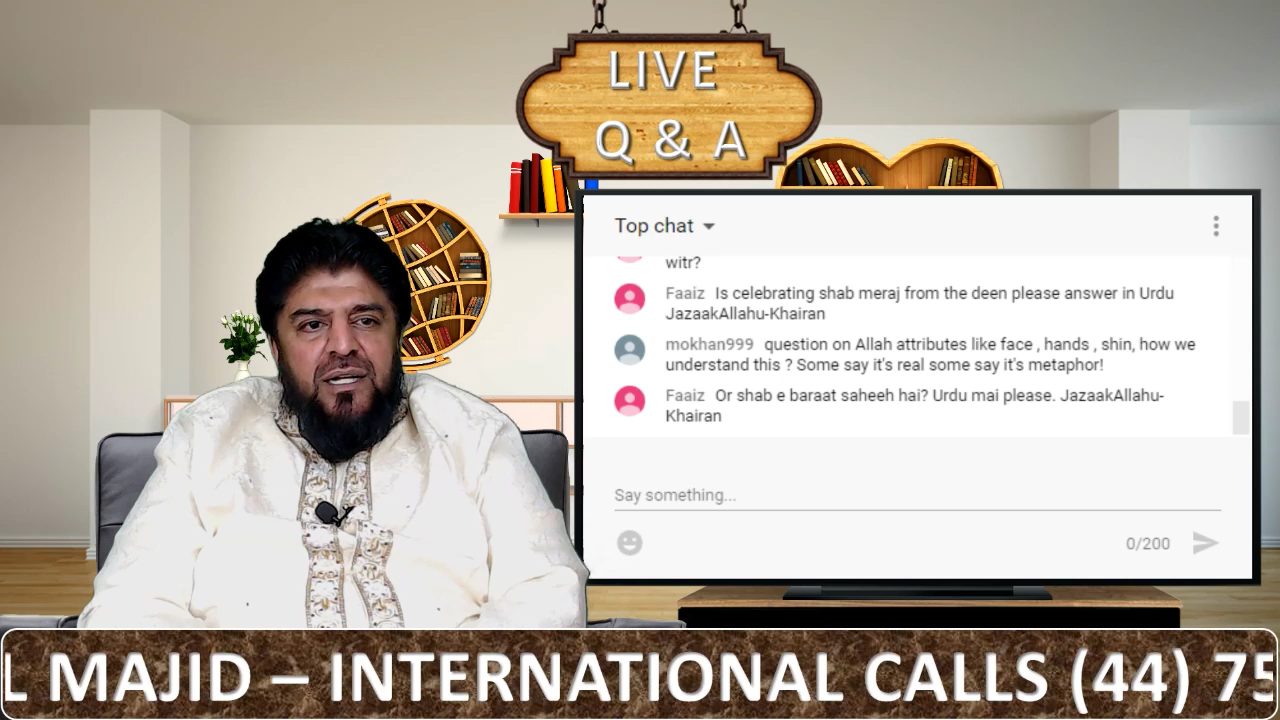 LIVE
Q & A
Top chat
witr?
Faaiz Is celebrating shab meraj from the deen please answer in Urdu
JazaakAllahu-Khairan
mokhan999 question on Allah attributes like face , hands , shin, how we
understand this ? Some say it's real some say it's metaphor!
Faaiz Or shab e baraat saheeh hai? Urdu mai please. JazaakAllahu-
Khairan
Say something...
0/200
L MAJID – INTERNATIONAL CALLS (44) 75